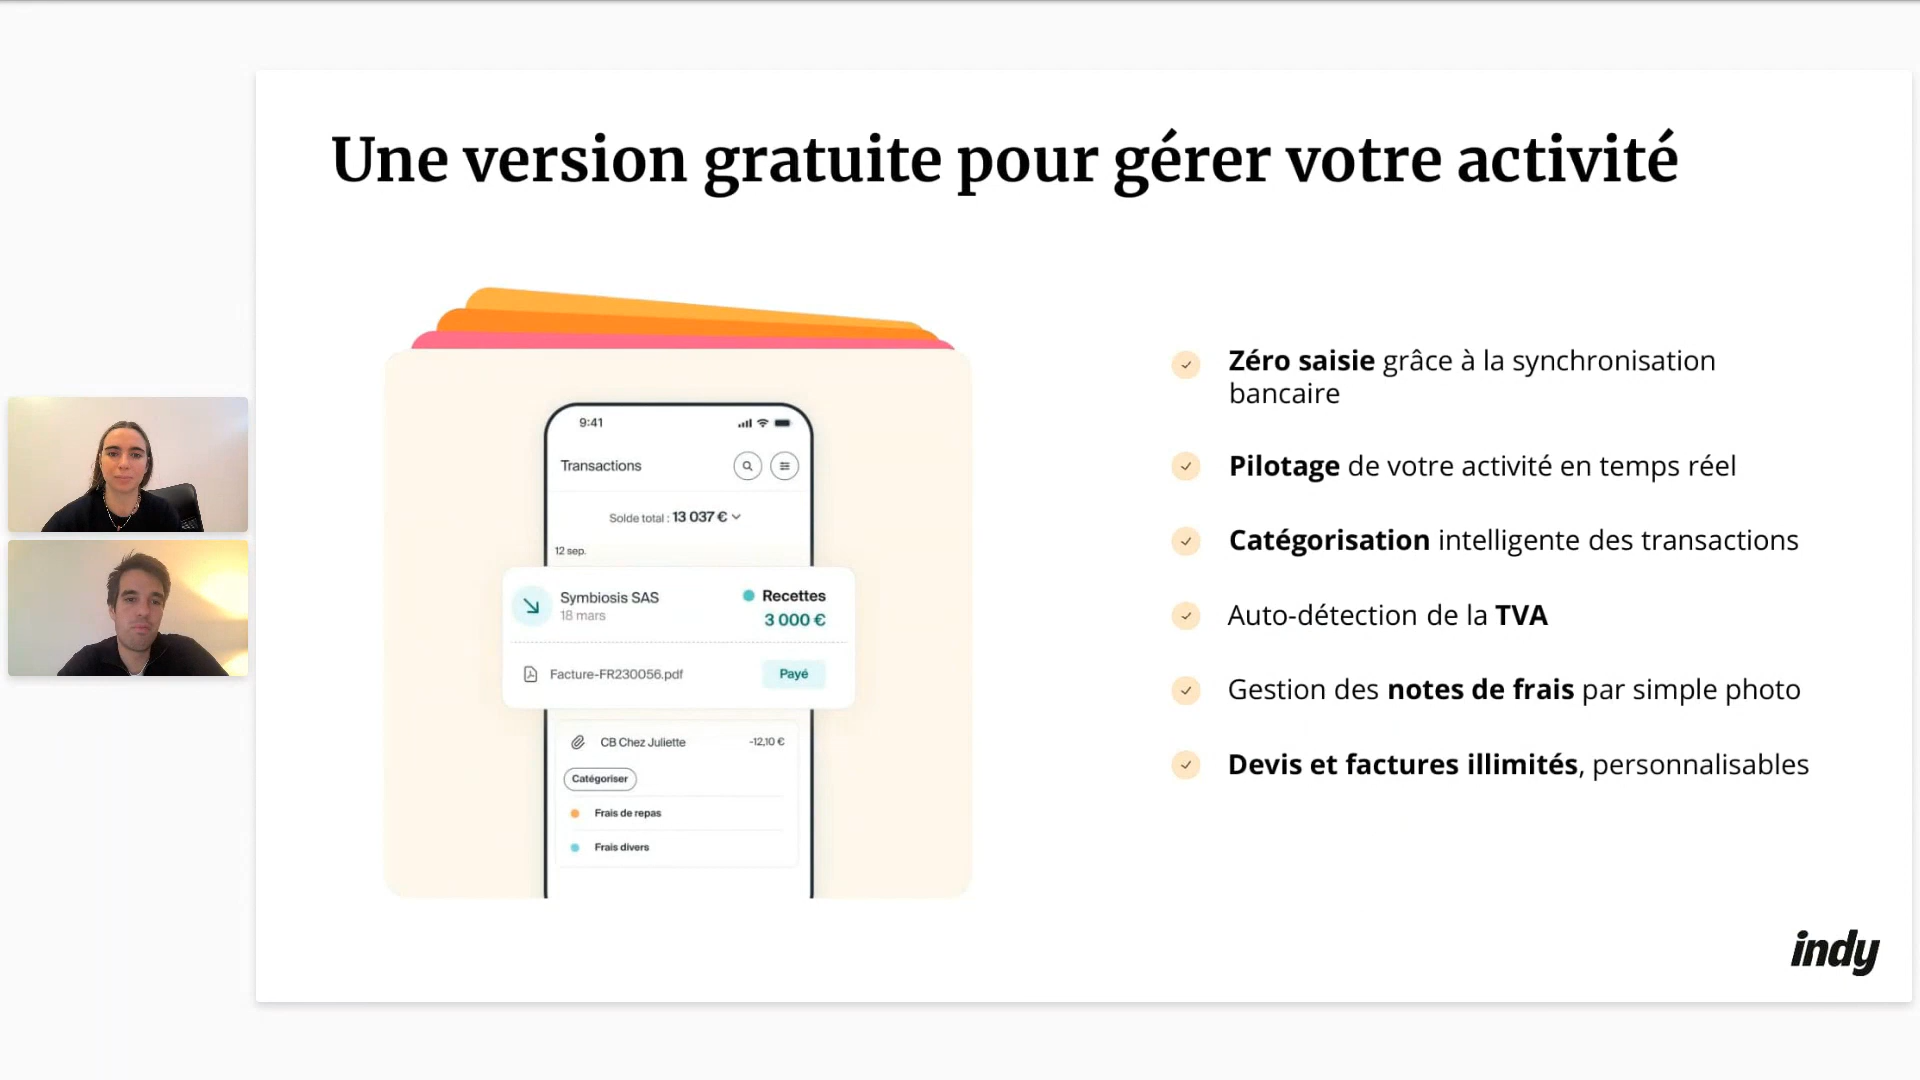 Une version gratuite pour gérer votre activité
9:41
Transactions
Solde total : 13 037 €
12 sep.
Symbiosis SAS
Recettes
18 mars
3 000 €
Facture-FR230056.pdf
Payé
CB Chez Juliette
-12,10 €
Catégoriser
Frais de repas
Frais divers
Zéro saisie grâce à la synchronisation
bancaire
Pilotage de votre activité en temps réel
Catégorisation intelligente des transactions
Auto-détection de la TVA
Gestion des notes de frais par simple photo
Devis et factures illimités, personnalisables
indy